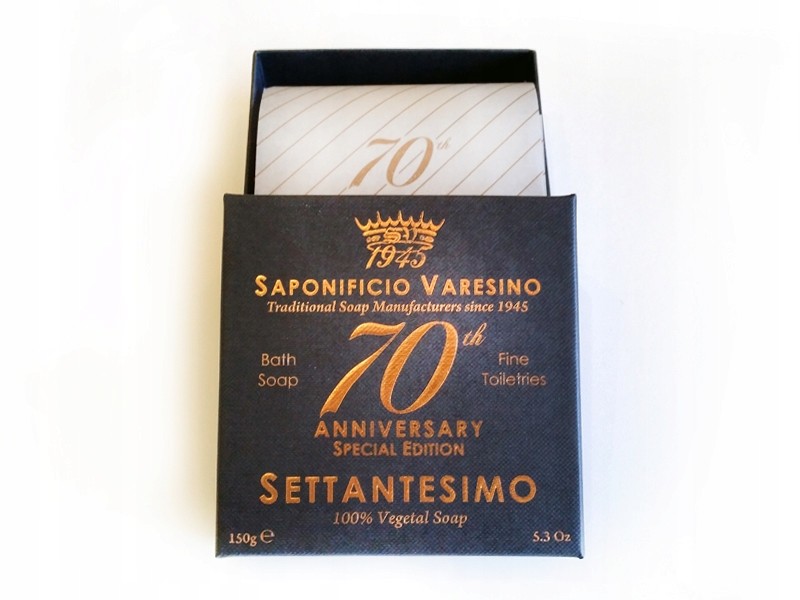 70th
SV
1945
SAPONIFICIO VARESINO
Traditional Soap Manufacturers since 1945
Bath
Soap
70th
Fine
Toiletries
ANNIVERSARY
SPECIAL EDITION
SETTANTESIMO
100% Vegetal Soap
150g ℮
5.3 Oz